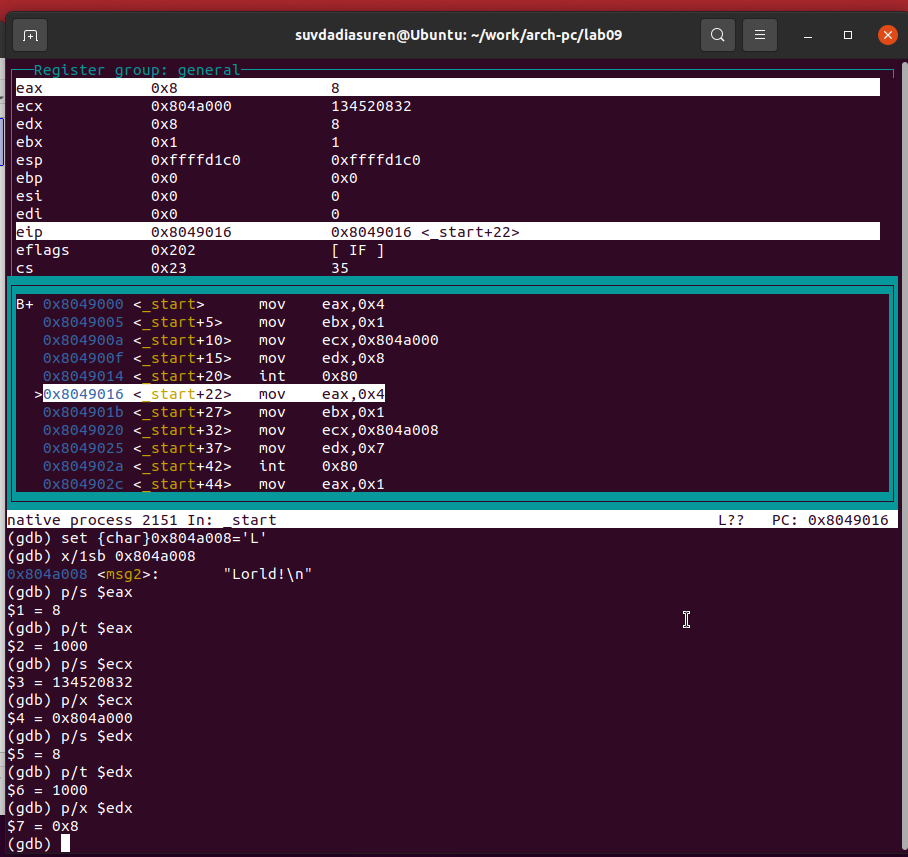 suvdadiasuren@Ubuntu: ~/work/arch-pc/lab09
Register group: general
eax 0x8 8
ecx 0x804a000 134520832
edx 0x8 8
ebx 0x1 1
esp 0xffffd1c0 0xffffd1c0
ebp 0x0 0x0
esi 0x0 0
edi 0x0 0
eip 0x8049016 0x8049016 <_start+22>
eflags 0x202 [ IF ]
cs 0x23 35
B+ 0x8049000 <_start> mov eax,0x4
0x8049005 <_start+5> mov ebx,0x1
0x804900a <_start+10> mov ecx,0x804a000
0x804900f <_start+15> mov edx,0x8
0x8049014 <_start+20> int 0x80
>0x8049016 <_start+22> mov eax,0x4
0x804901b <_start+27> mov ebx,0x1
0x8049020 <_start+32> mov ecx,0x804a008
0x8049025 <_start+37> mov edx,0x7
0x804902a <_start+42> int 0x80
0x804902c <_start+44> mov eax,0x1
native process 2151 In: _start L?? PC: 0x8049016
(gdb) set {char}0x804a008='L'
(gdb) x/1sb 0x804a008
0x804a008 <msg2>: "Lorld!\n"
(gdb) p/s $eax
$1 = 8
(gdb) p/t $eax
$2 = 1000
(gdb) p/s $ecx
$3 = 134520832
(gdb) p/x $ecx
$4 = 0x804a000
(gdb) p/s $edx
$5 = 8
(gdb) p/t $edx
$6 = 1000
(gdb) p/x $edx
$7 = 0x8
(gdb)